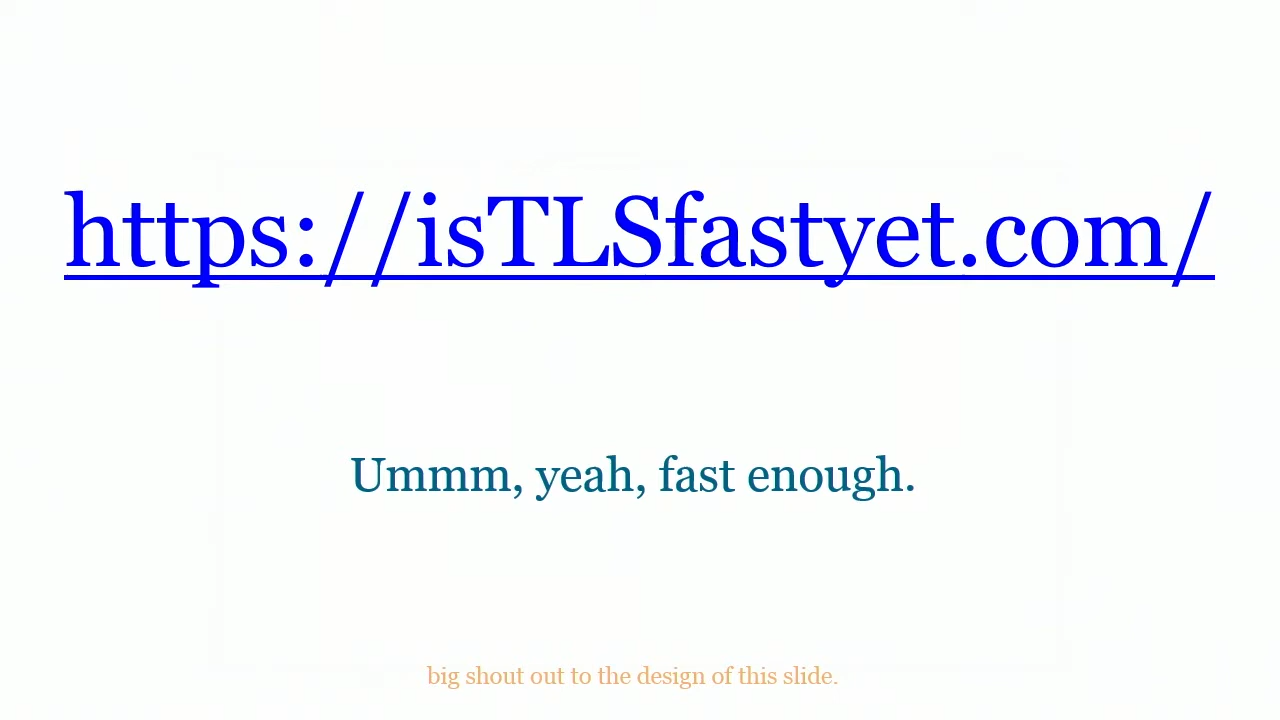 https://isTLSfastyet.com/
Ummm, yeah, fast enough.
big shout out to the design of this slide.